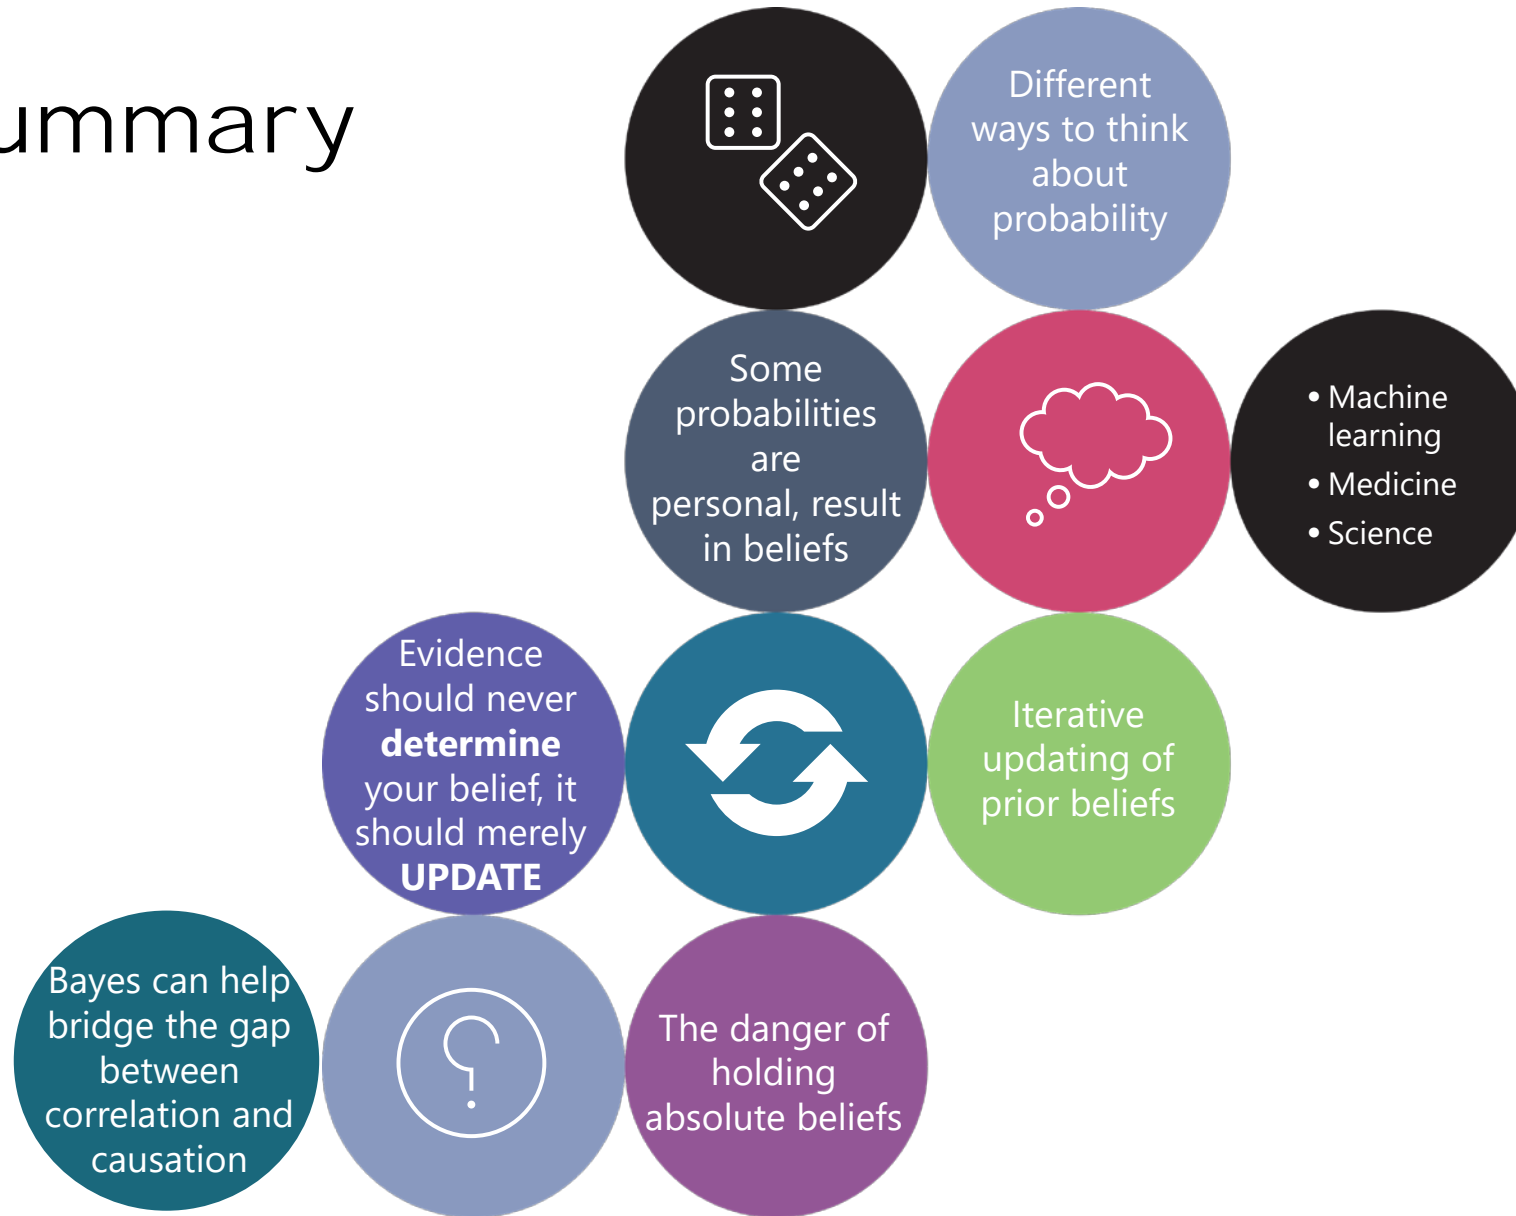 ummary
Different
ways to think
about
probability
Some
probabilities
are
personal, result
in beliefs
• Machine
learning
• Medicine
• Science
Evidence
should never
determine
your belief, it
should merely
UPDATE
Iterative
updating of
prior beliefs
Bayes can help
bridge the gap
between
correlation and
causation
The danger of
holding
absolute beliefs